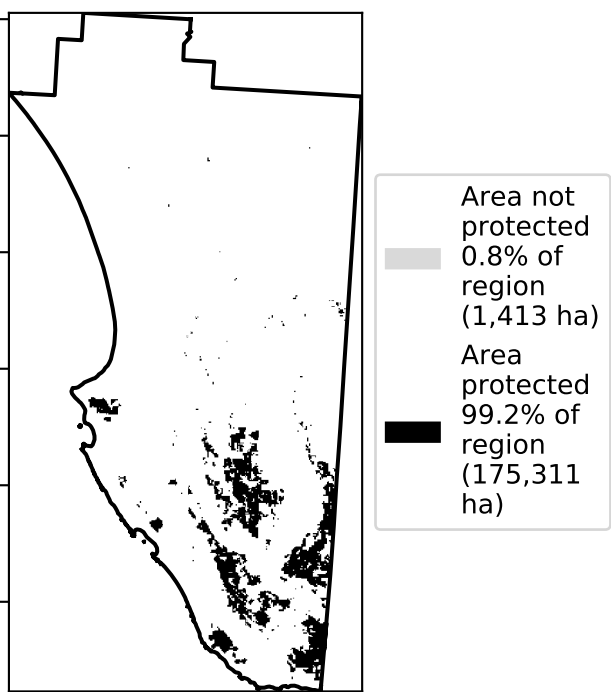 Area not
protected
0.8% of
region
(1,413 ha)
Area
protected
99.2% of
region
(175,311
ha)